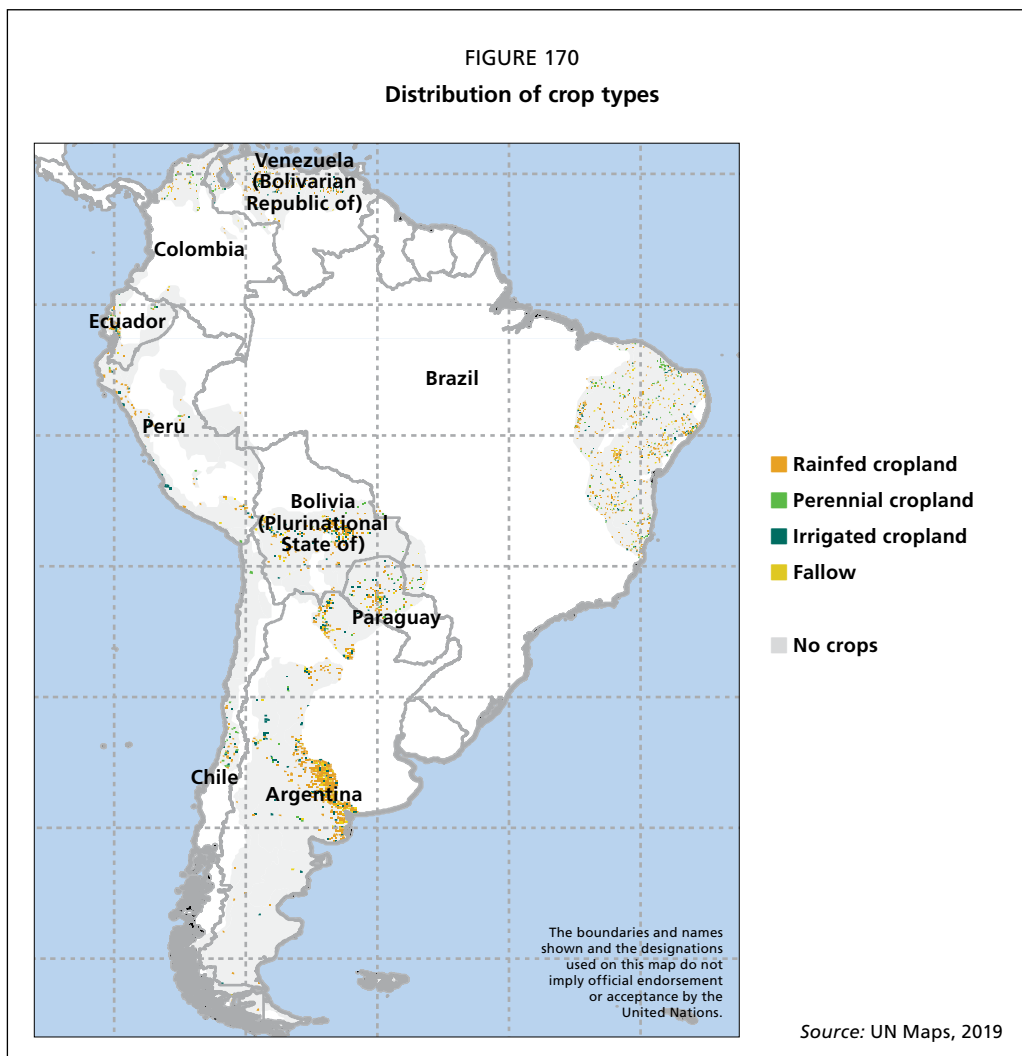 FIGURE 170
Distribution of crop types
Venezuela
(Bolivarian
Republic of)
Colombia
Ecuador
Brazil
Peru
Bolivia
(Plurinational
State of)
Paraguay
Chile
Argentina
Rainfed cropland
Perennial cropland
Irrigated cropland
Fallow
No crops
The boundaries and names
shown and the designations
used on this map do not
imply official endorsement
or acceptance by the
United Nations.
Source: UN Maps, 2019